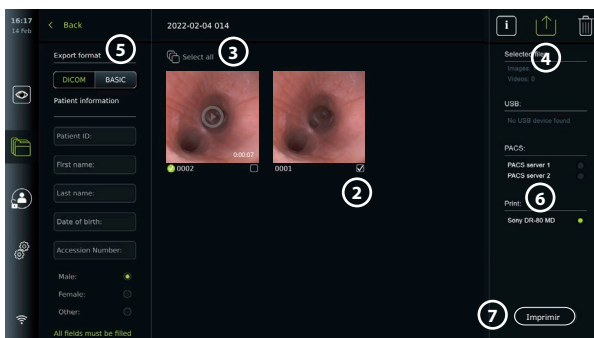 16:17
14 Feb
Back
2022-02-04 014
i
Export format
5
DICOM
BASIC
Patient information
Patient ID:
First name:
Last name:
Date of birth:
Accession Number:
Male:
Female:
Other:
All fields must be filled
Select all
3
0:00:07
0002
0001
2
4
Selected files
Images:
Videos: 0
USB:
No USB device found
PACS:
PACS server 1
PACS server 2
Print:
6
Sony DR-80 MD
7
Imprimir